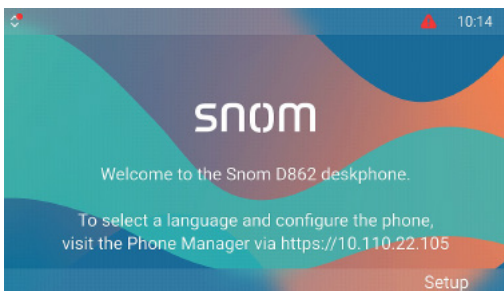 10:14
snom
Welcome to the Snom D862 deskphone.
To select a language and configure the phone,
visit the Phone Manager via https://10.110.22.105
Setup